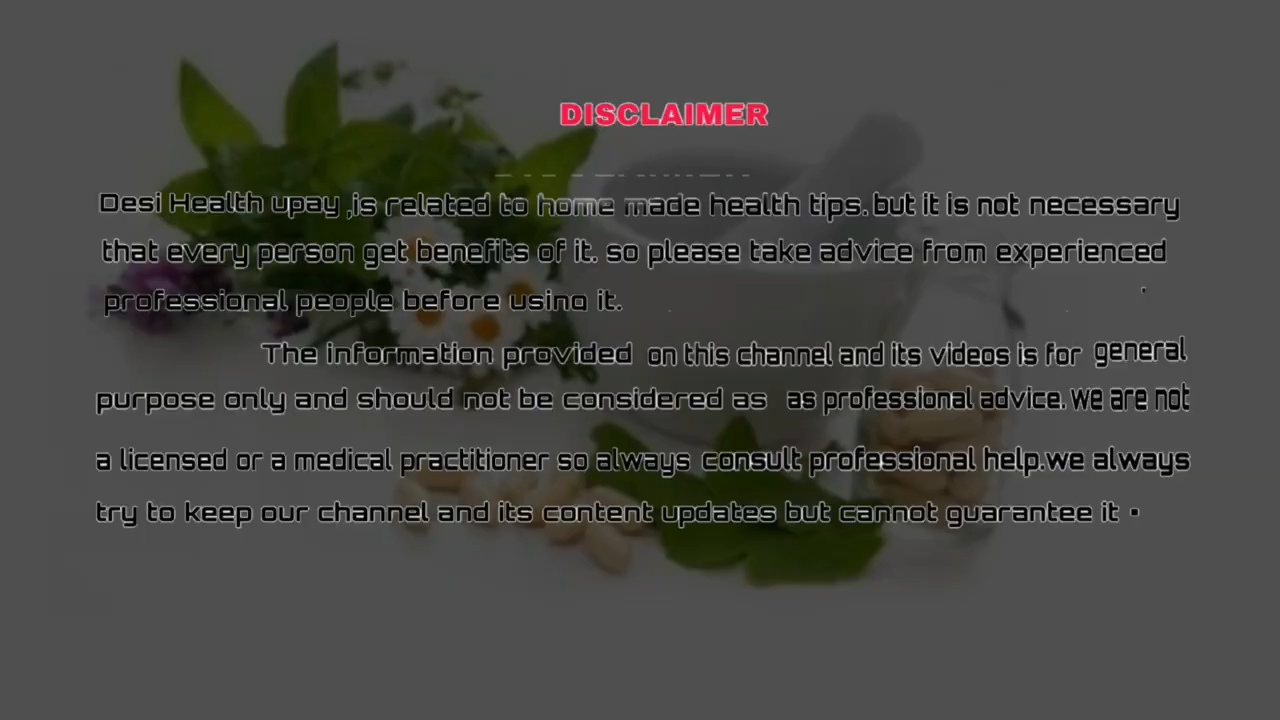 DISCLAIMER
Desi Health upay ,is related to home made health tips. but it is not necessary
that every person get benefits of it. so please take advice from experienced
professional people before using it.
The information provided on this channel and its videos is for general
purpose only and should not be considered as as professional advice. we are not
a licensed or a medical practitioner so always consult professional help.we always
try to keep our channel and its content updates but cannot guarantee it •